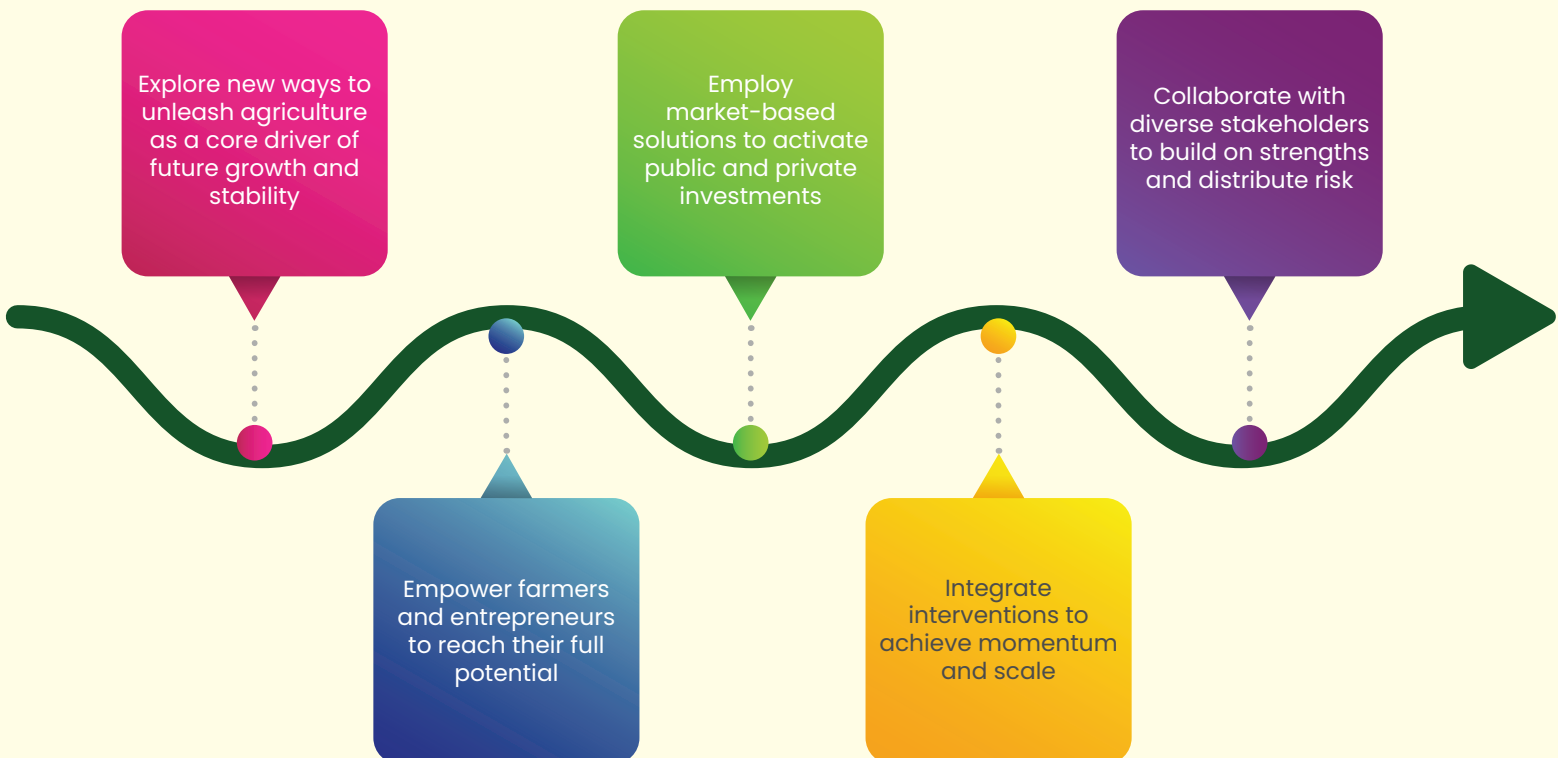 Explore new ways to
unleash agriculture
as a core driver of
future growth and
stability
Empower farmers
and entrepreneurs
to reach their full
potential
Employ
market-based
solutions to activate
public and private
investments
Integrate
interventions to
achieve momentum
and scale
Collaborate with
diverse stakeholders
to build on strengths
and distribute risk